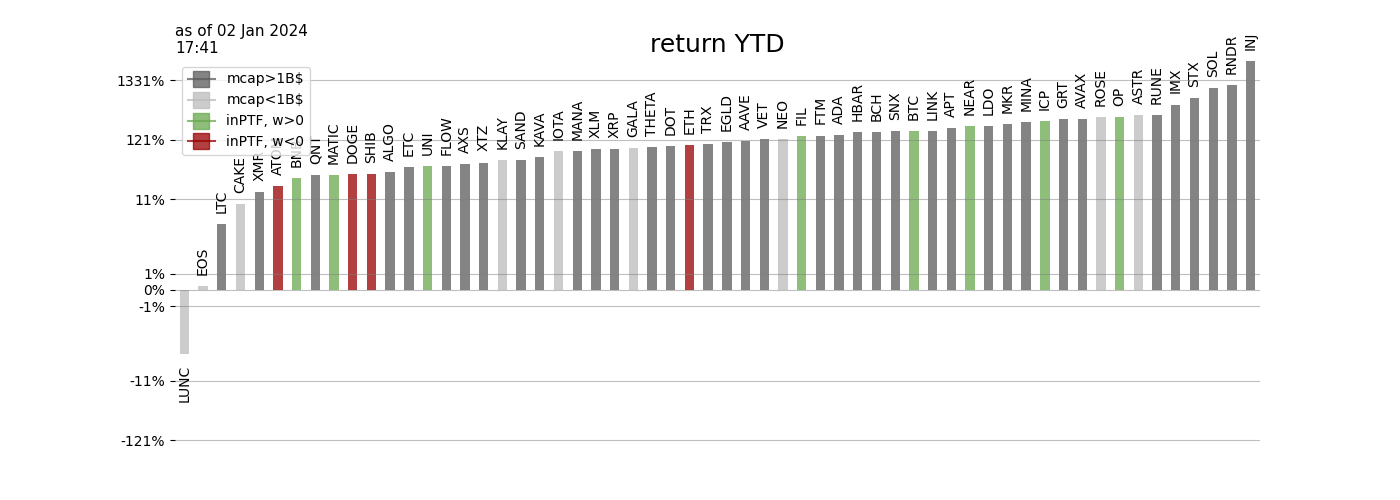 as of 02 Jan 2024
17:41
return YTD
mcap>1B$
mcap<1B$
inPTF, w>0
inPTF, w<0
1331%
121%
11%
1%
0%
-1%
-11%
-121%
LUNC
EOS
LTC
CAKE
XMR
BNB
QNT
MATIC
DOGE
SHIB
ALGO
ETC
UNI
FLOW
AXS
XTZ
KLAY
SAND
KAVA
IOTA
MANA
XLM
XRP
GALA
THETA
DOT
ETH
TRX
EGLD
AAVE
VET
NEO
FIL
FTM
ADA
HBAR
BCH
SNX
BTC
LINK
APT
NEAR
LDO
MKR
MINA
ICP
GRT
AVAX
ROSE
OP
ASTR
RUNE
IMX
STX
SOL
RNDR
INJ